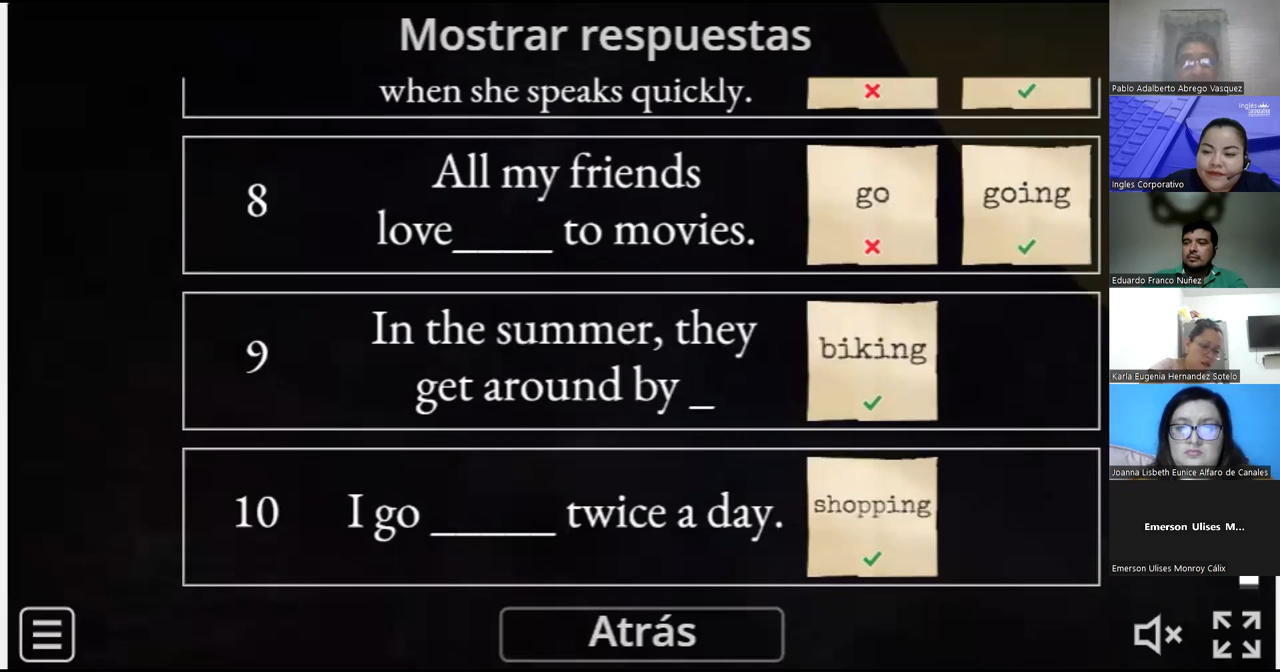 Mostrar respuestas
when she speaks quickly.
8
All my friends
love_____ to movies.
go
going
9
In the summer, they
get around by _
biking
10
I go ______ twice a day.
shopping
Atrás
Pablo Adalberto Abrego Vasquez
Inglés
Corporativo
Ingles Corporativo
Eduardo Franco Nuñez
Karla Eugenia Hernandez Sotelo
Joanna Lisbeth Eunice Alfaro de Canales
Emerson Ulises M...
Emerson Ulises Monroy Cálix